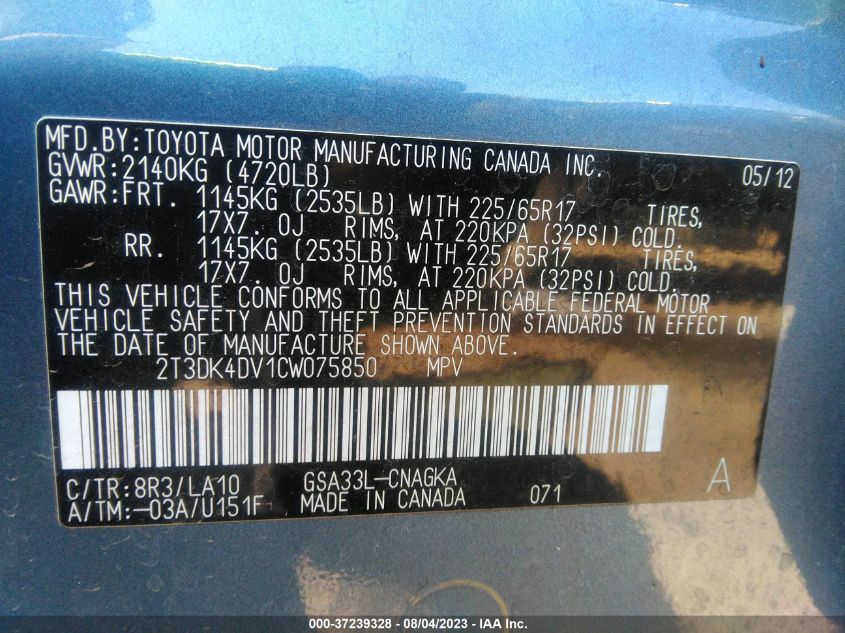 MFD.BY:TOYOTA MOTOR MANUFACTURING CANADA INC.
GVWR:2140KG (4720LB) 05/12
GAWR:FRT. 1145KG (2535LB) WITH 225/65R17 TIRES,
17X7. 0J RIMS, AT 220KPA (32PSI) COLD.
RR. 1145KG (2535LB) WITH 225/65R17 TIRES,
17X7. 0J RIMS, AT 220KPA (32PSI) COLD.
THIS VEHICLE CONFORMS TO ALL APPLICABLE FEDERAL MOTOR
VEHICLE SAFETY AND THEFT PREVENTION STANDARDS IN EFFECT ON
THE DATE OF MANUFACTURE SHOWN ABOVE.
2T3DK4DV1CW075850 MPV
C/TR:8R3/LA10 GSA33L-CNAGKA
A/TM:-03A/U151F MADE IN CANADA 071 A
000-37239328 - 08/04/2023 - IAA Inc.